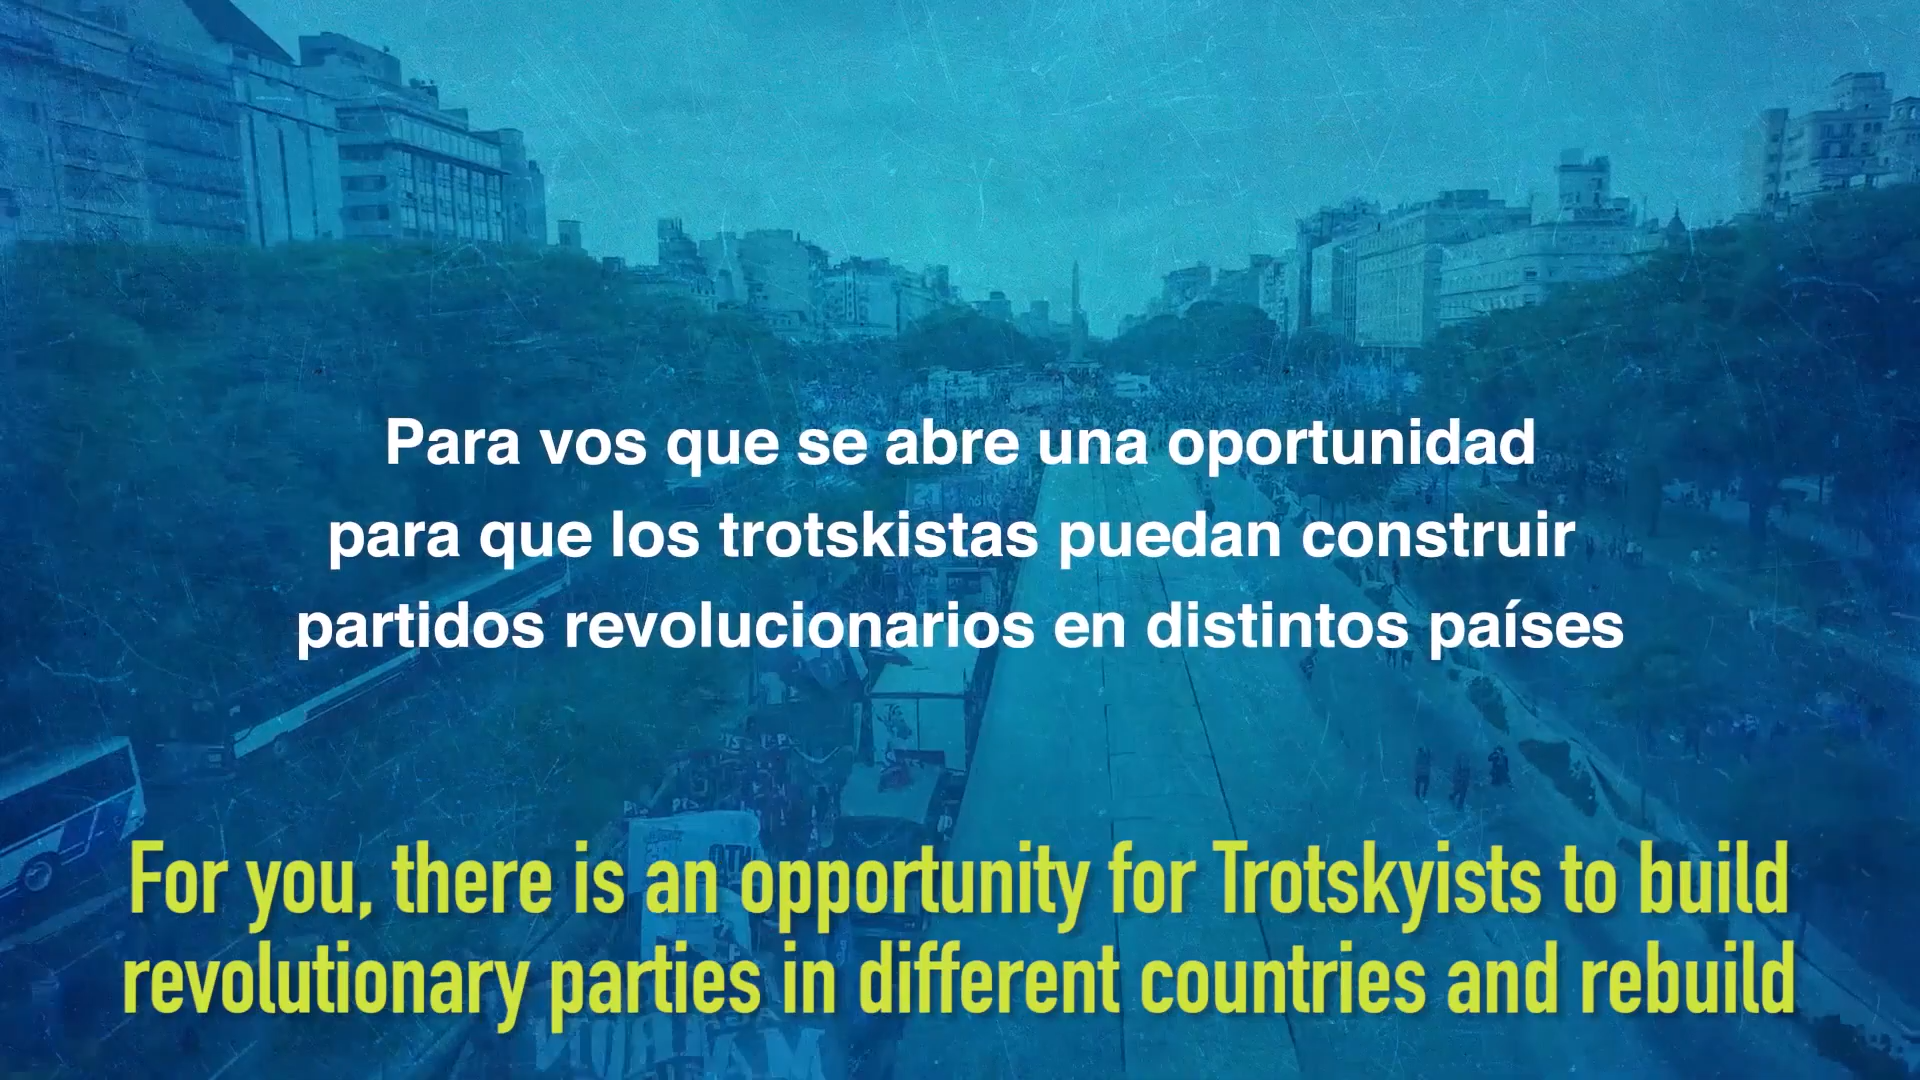 Para vos que se abre una oportunidad
para que los trotskistas puedan construir
partidos revolucionarios en distintos países
For you, there is an opportunity for Trotskyists to build
revolutionary parties in different countries and rebuild